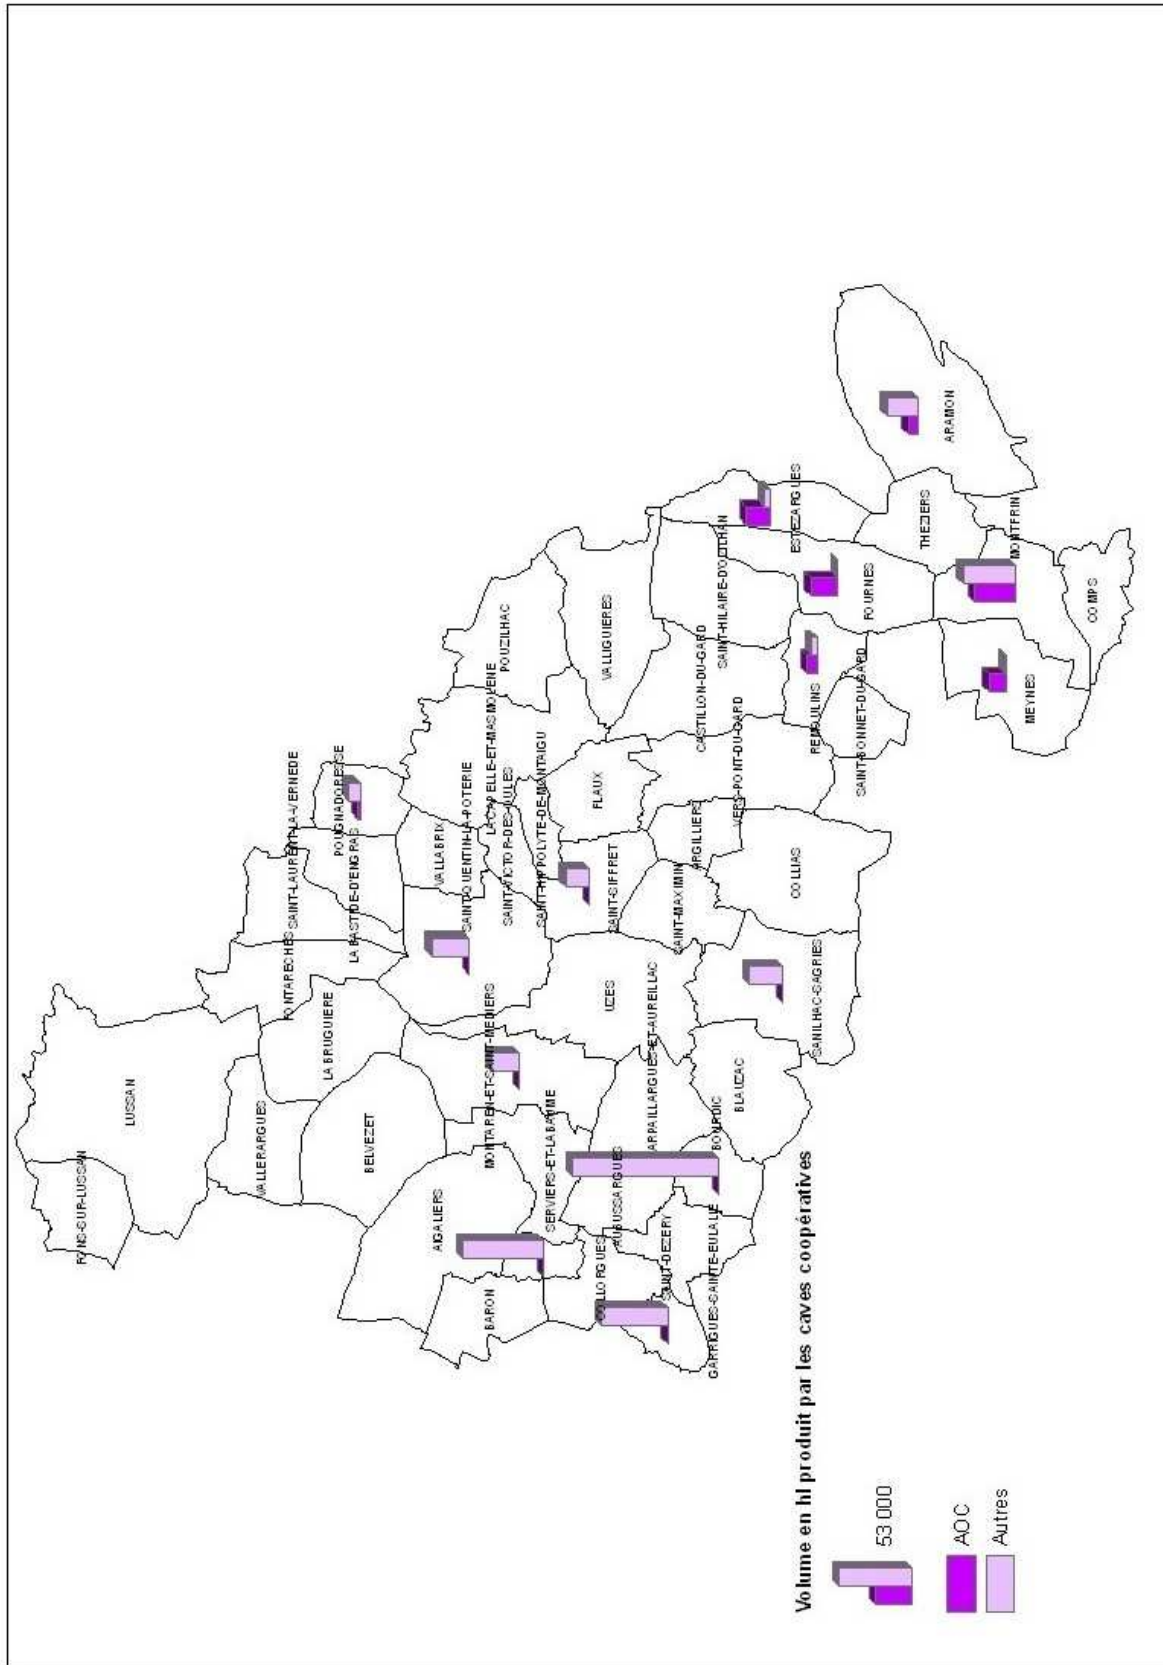 FONS-SUR-LUSSAN
LUSSAN
VALLERARGUES
BELVEZET
LA BRUGUIERE
FONTARECHES
SAINT-LAURENT-LA-VERNEDE
LA BASTIDE-D'ENGRAS
POUGNADORESSE
AIGALIERS
BARON
MONTAREN-ET-SAINT-MEDIERS
SERVIERS-ET-LABAUME
VALLABRIX
SAINT-QUENTIN-LA-POTERIE
LA CAPELLE-ET-MASMOLENE
SAINT-VICTOR-DES-OULES
SAINT-HIPPOLYTE-DE-MONTAIGU
POUZILHAC
VALLIGUIERES
FLAUX
SAINT-SIFFRET
UZES
ARPAILLARGUES-ET-AUREILLAC
AUBUSSARGUES
COLLORGUES
SAINT-DEZERY
GARRIGUES-SAINTE-EULALIE
BOURDIC
BLAUZAC
SAINT-MAXIMIN
ARGILLIERS
VERS-PONT-DU-GARD
CASTILLON-DU-GARD
SAINT-HILAIRE-D'OZILHAN
COLLIAS
SANILHAC-SAGRIES
REMOULINS
SAINT-BONNET-DU-GARD
FOURNES
ESTEZARGUES
THEZIERS
ARAMON
MONTFRIN
MEYNES
COMPS
Volume en hl produit par les caves coopératives
53 000
AOC
Autres